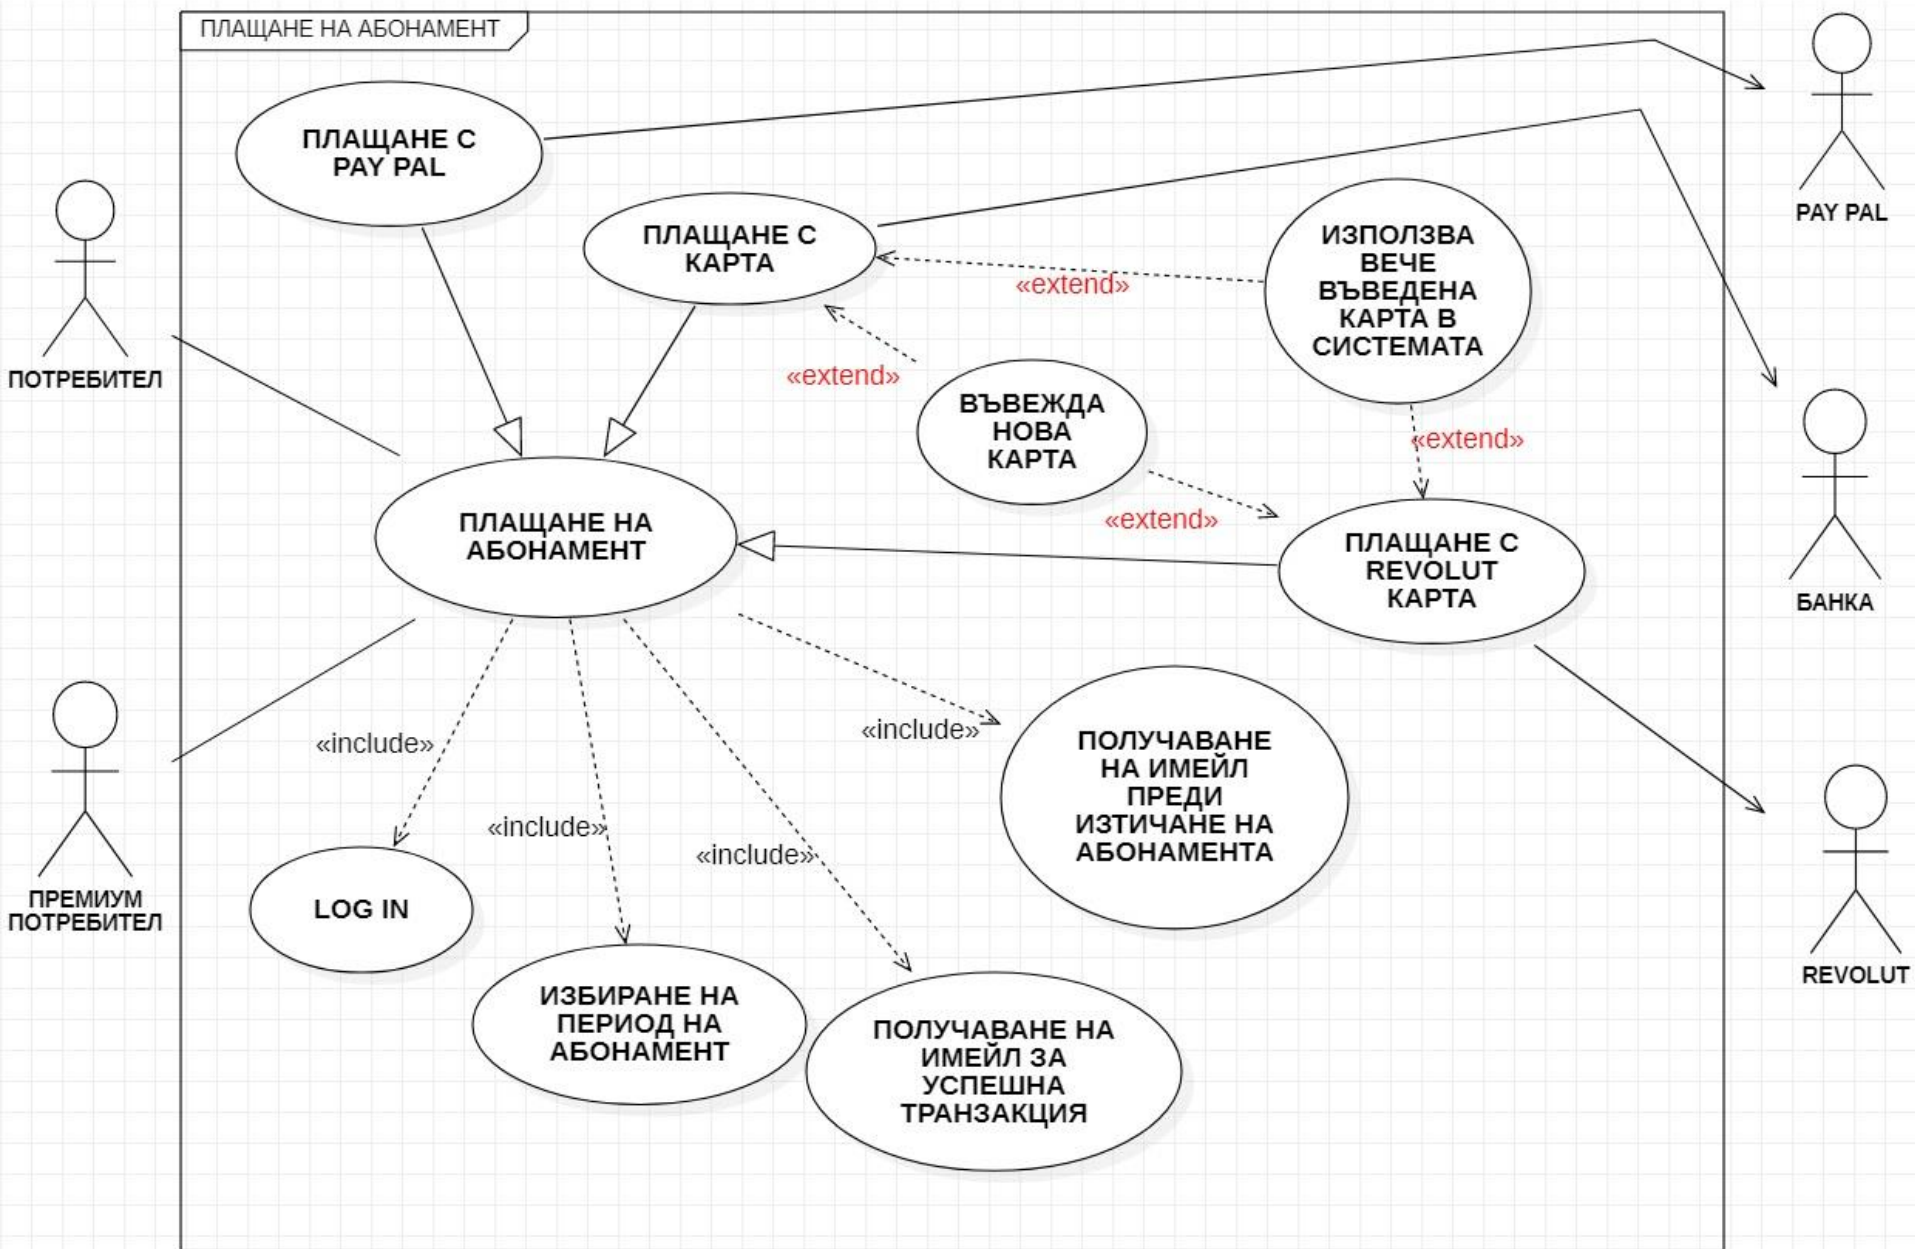 ПЛАЩАНЕ НА АБОНАМЕНТ
ПЛАЩАНЕ С
PAY PAL
PAY PAL
ПЛАЩАНЕ С
КАРТА
ИЗПОЛЗВА
ВЕЧЕ
ВЪВЕДЕНА
КАРТА В
СИСТЕМАТА
«extend»
ПОТРЕБИТЕЛ
«extend»
ВЪВЕЖДА
НОВА
КАРТА
«extend»
«extend»
ПЛАЩАНЕ НА
АБОНАМЕНТ
ПЛАЩАНЕ С
REVOLUT
КАРТА
БАНКА
«include»
«include»
«include»
«include»
ПОЛУЧАВАНЕ
НА ИМЕЙЛ
ПРЕДИ
ИЗТИЧАНЕ НА
АБОНАМЕНТА
ПРЕМИУМ
ПОТРЕБИТЕЛ
LOG IN
REVOLUT
ИЗБИРАНЕ НА
ПЕРИОД НА
АБОНАМЕНТ
ПОЛУЧАВАНЕ НА
ИМЕЙЛ ЗА
УСПЕШНА
ТРАНЗАКЦИЯ